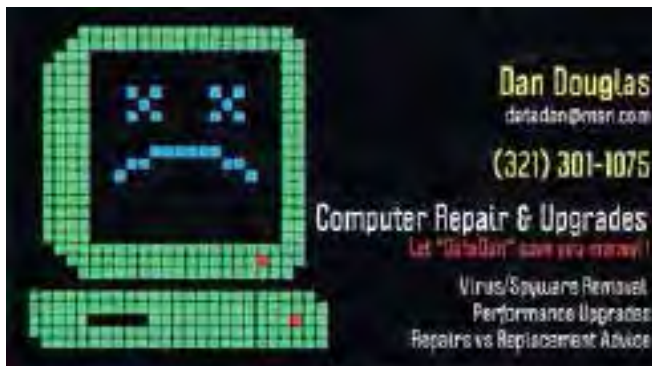 Dan Douglas
datadan@msn.com
(321) 301-1075
Computer Repair & Upgrades
Let "DataDan" save you money!!
Virus/Spyware Removal
Performance Upgrades
Repairs vs Replacement Advice